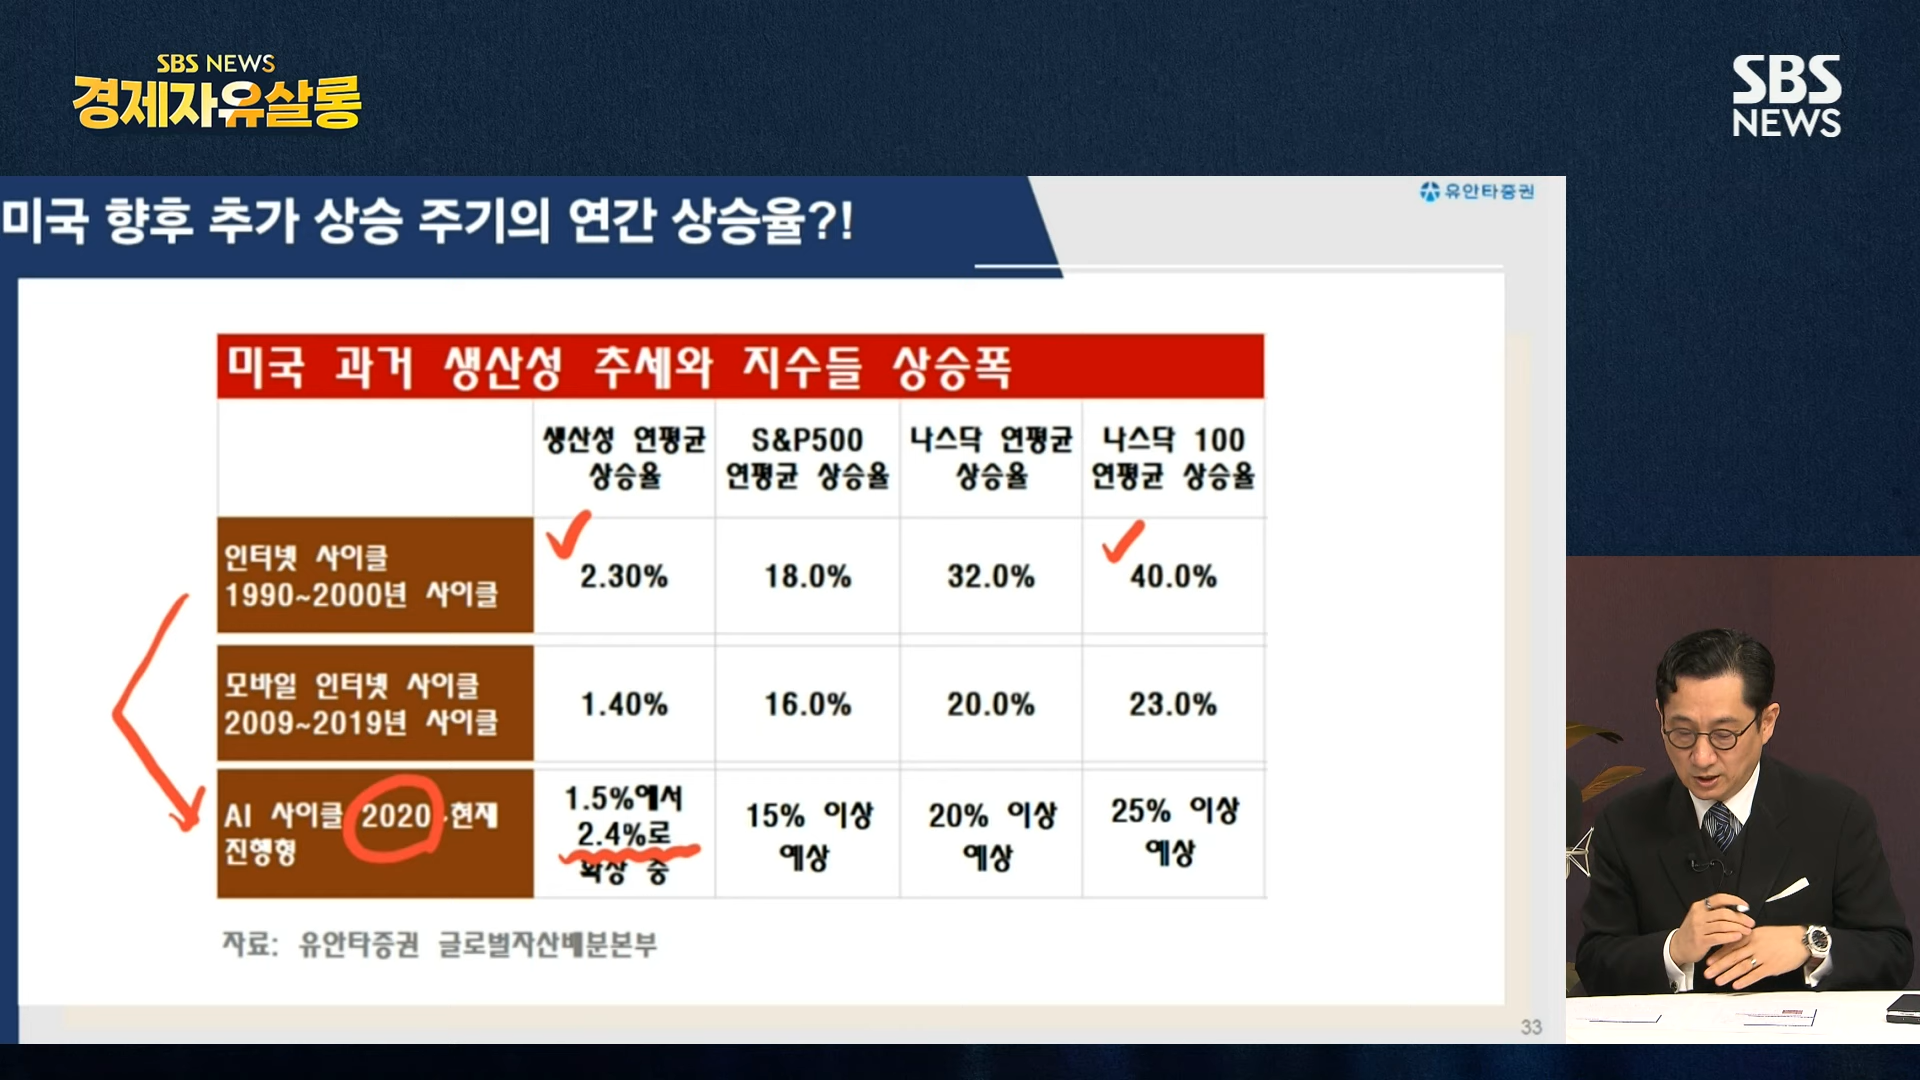 SBS NEWS
경제자유살롱
SBS
NEWS
미국 향후 추가 상승 주기의 연간 상승율?!
유안타증권
미국 과거 생산성 추세와 지수들 상승폭
생산성 연평균 상승율
S&P500 연평균 상승율
나스닥 연평균 상승율
나스닥 100 연평균 상승율
인터넷 사이클
1990~2000년 사이클
2.30%
18.0%
32.0%
40.0%
모바일 인터넷 사이클
2009~2019년 사이클
1.40%
16.0%
20.0%
23.0%
AI 사이클 2020 현재
진행형
1.5%에서
2.4%로
확장 중
15% 이상
예상
20% 이상
예상
25% 이상
예상
자료: 유안타증권 글로벌자산배분본부
33